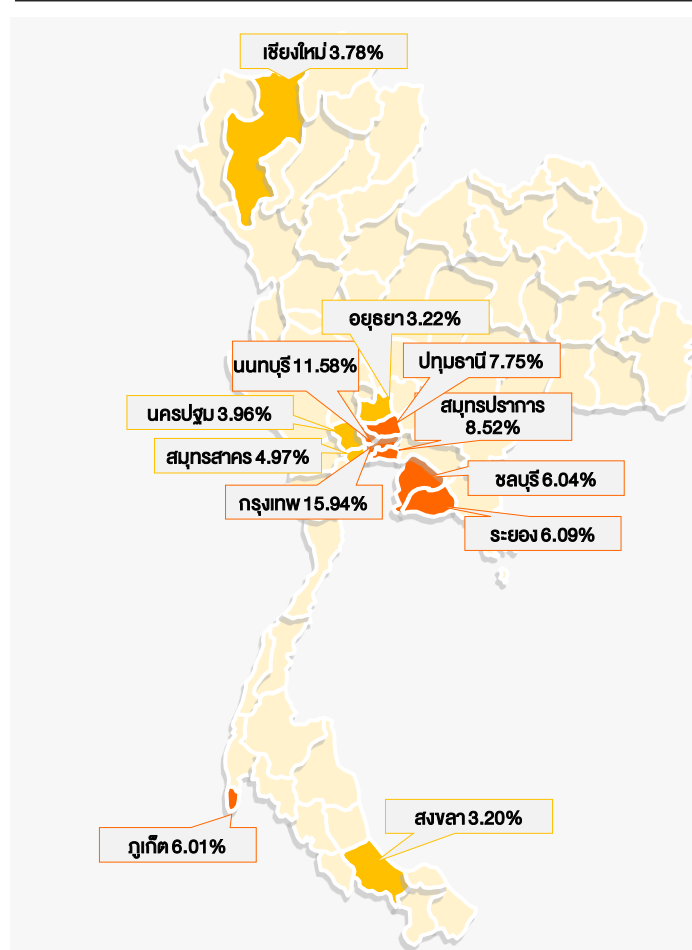 เชียงใหม่ 3.78%
อยุธยา 3.22%
นนทบุรี 11.58%
ปทุมธานี 7.75%
นครปฐม 3.96%
สมุทรปราการ
8.52%
สมุทรสาคร 4.97%
ชลบุรี 6.04%
กรุงเทพ 15.94%
ระยอง 6.09%
สงขลา 3.20%
ภูเก็ต 6.01%